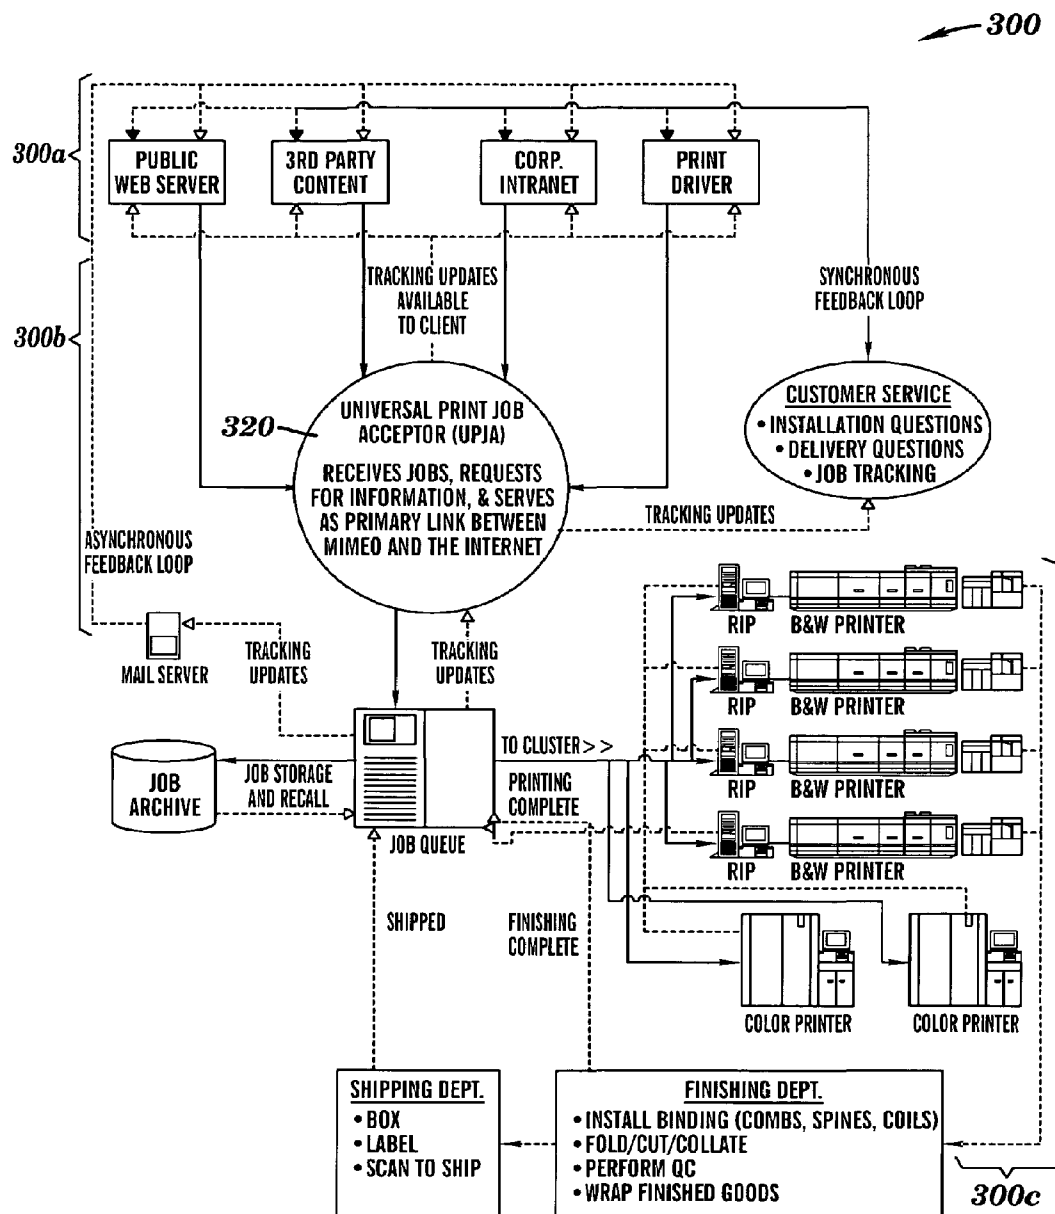 300
300a
PUBLIC
WEB SERVER
3RD PARTY
CONTENT
CORP.
INTRANET
PRINT
DRIVER
300b
TRACKING UPDATES
AVAILABLE
TO CLIENT
SYNCHRONOUS
FEEDBACK LOOP
320
UNIVERSAL PRINT JOB
ACCEPTOR (UPJA)
RECEIVES JOBS, REQUESTS
FOR INFORMATION, & SERVES
AS PRIMARY LINK BETWEEN
MIMEO AND THE INTERNET
CUSTOMER SERVICE
• INSTALLATION QUESTIONS
• DELIVERY QUESTIONS
• JOB TRACKING
TRACKING UPDATES
ASYNCHRONOUS
FEEDBACK LOOP
MAIL SERVER
TRACKING
UPDATES
TRACKING
UPDATES
RIP
B&W PRINTER
RIP
B&W PRINTER
TO CLUSTER>>
JOB
ARCHIVE
JOB STORAGE
AND RECALL
PRINTING
COMPLETE
RIP
B&W PRINTER
JOB QUEUE
RIP
B&W PRINTER
SHIPPED
FINISHING
COMPLETE
COLOR PRINTER
COLOR PRINTER
SHIPPING DEPT.
• BOX
• LABEL
• SCAN TO SHIP
FINISHING DEPT.
• INSTALL BINDING (COMBS, SPINES, COILS)
• FOLD/CUT/COLLATE
• PERFORM QC
• WRAP FINISHED GOODS
300c